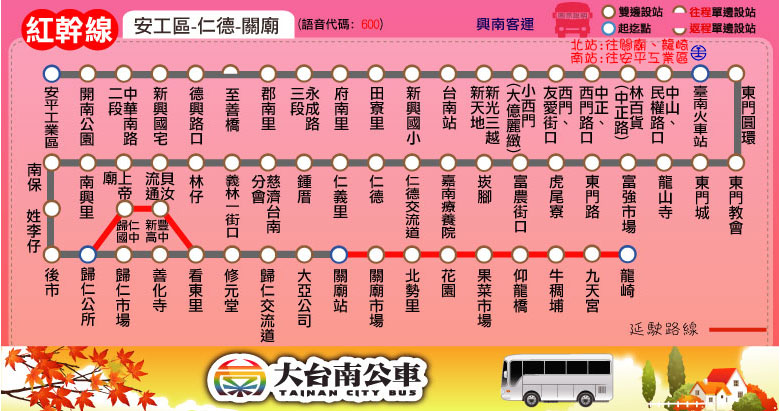 紅幹線
安工區-仁德-關廟
(語音代碼: 600)
興南客運
雙邊設站
往程單邊設站
起迄點
返程單邊設站
北站:往關廟、龍崎
南站:往安平工業區
安平工業區
開南公園
中華南路二段
新興國宅
德興路口
至善橋
郡南里
永成路三段
府南里
田寮里
新興國小
台南站
新光三越新天地
小西門(大億麗緻)
西門、友愛街口
中正、西門路口
林百貨(中正路)
中山、民權路口
臺南火車站
東門圓環
南保
南興里
上帝廟
貝汝流通
林仔
義林一街口
慈濟台南分會
鍾厝
仁義里
仁德
仁德交流道
嘉南療養院
崁腳
富農街口
虎尾寮
東門路
富強市場
龍山寺
東門城
東門教會
姓李仔
歸仁國中
新豐高中
後市
歸仁公所
歸仁市場
善化寺
看東里
修元堂
歸仁交流道
大亞公司
關廟站
關廟市場
北勢里
花園
果菜市場
仰龍橋
牛稠埔
九天宮
龍崎
延駛路線
大台南公車
TAINAN CITY BUS